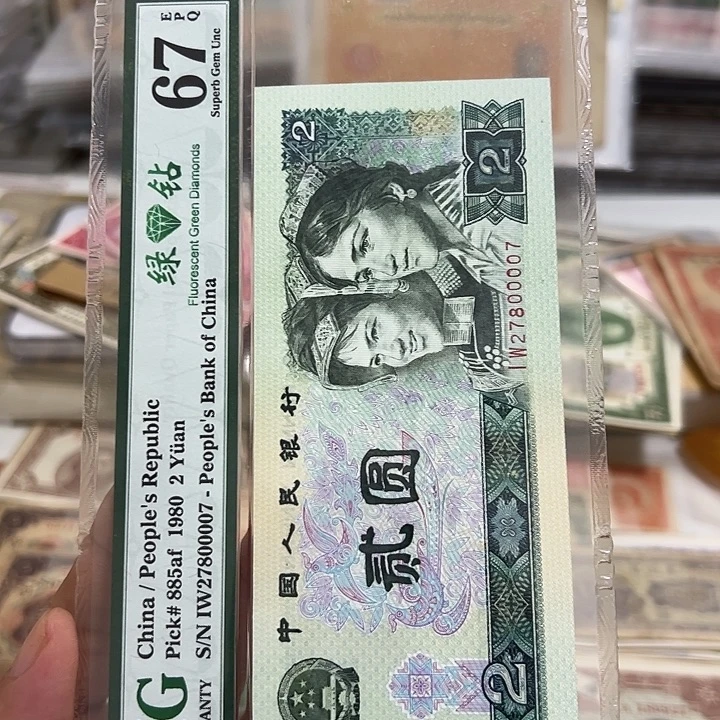 China / People's Republic
Pick# 885af 1980 2 Yüan
S/N IW27800007 - People's Bank of China
ANTY
G
绿 钻
Fluorescent Green Diamonds
67
EPQ
Superb Gem Unc
中国人民银行
贰圆
2
2
2
IW27800007